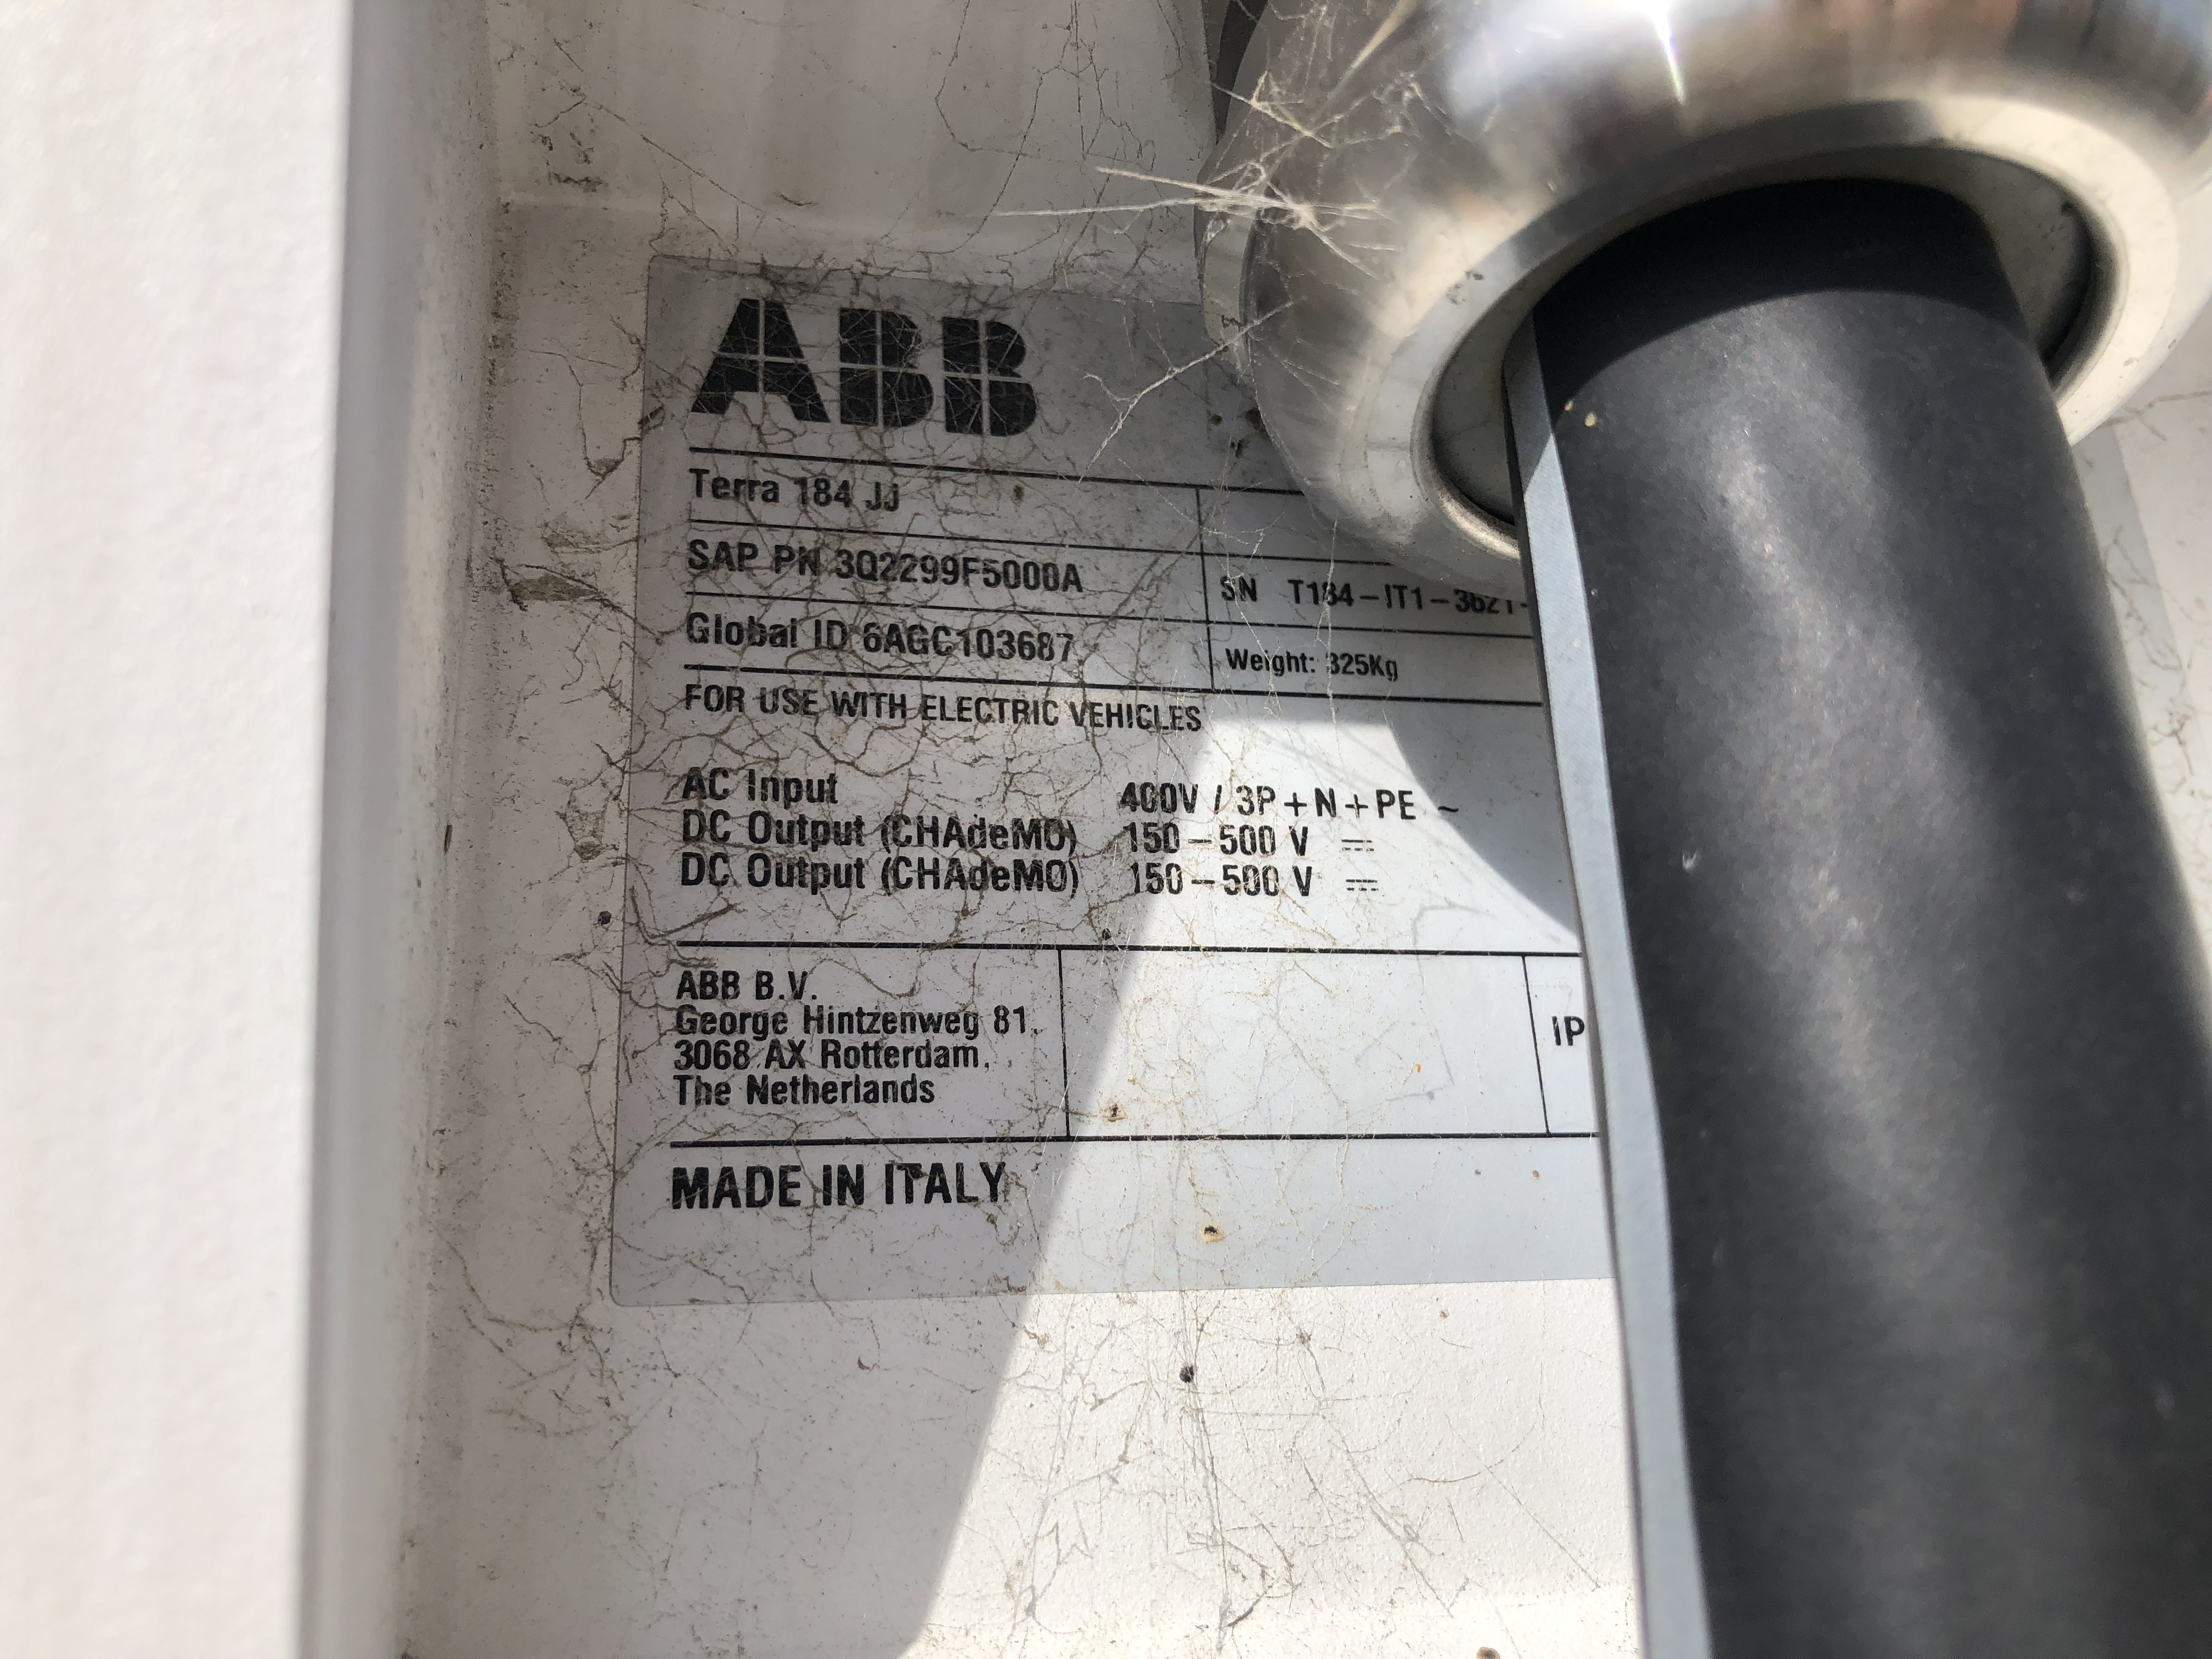 ABB
Terra 184 JJ
SAP PN 3Q2299F5000A
SN T184-IT1-3621-
Global ID 6AGC103687
Weight: 325Kg
FOR USE WITH ELECTRIC VEHICLES
AC Input 400V / 3P+N+PE ~
DC Output (CHAdeMO) 150-500 V ⎓
DC Output (CHAdeMO) 150-500 V ⎓
ABB B.V.
George Hintzenweg 81,
3068 AX Rotterdam,
The Netherlands
IP
MADE IN ITALY